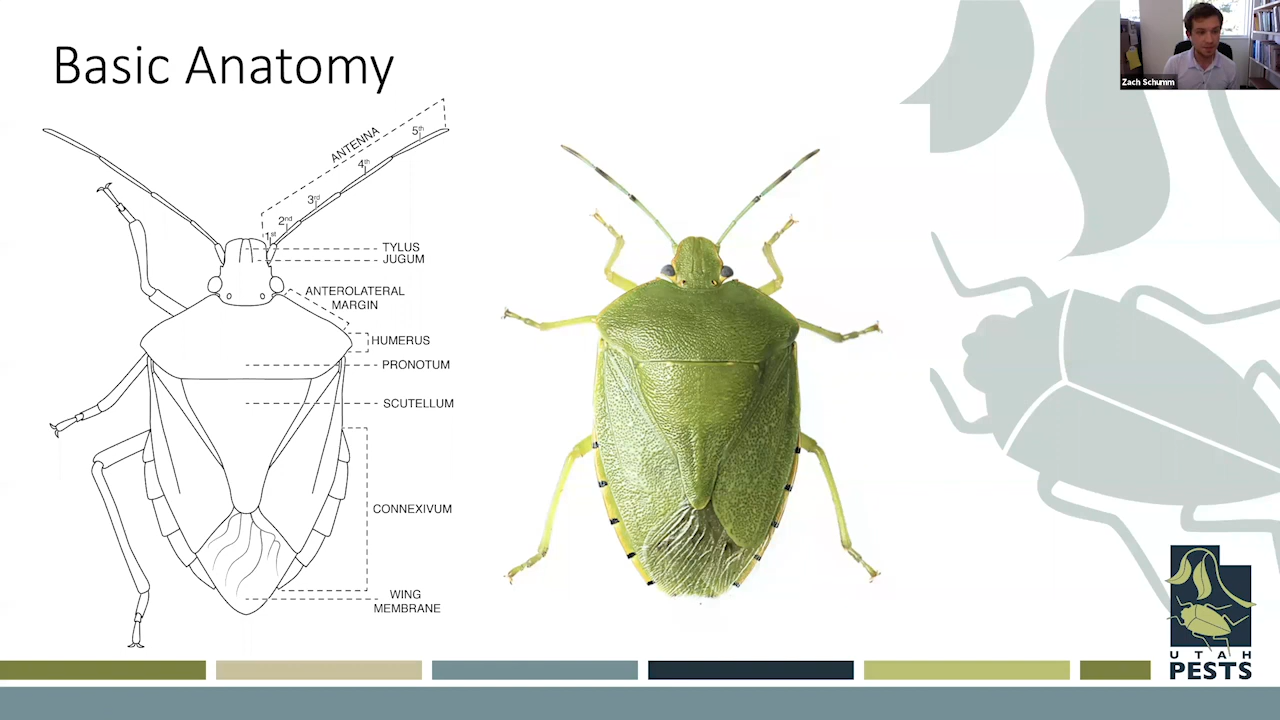 Basic Anatomy
Zach Schumm
ANTENNA
5th
4th
3rd
2nd
1st
TYLUS
JUGUM
ANTEROLATERAL
MARGIN
HUMERUS
PRONOTUM
SCUTELLUM
CONNEXIVUM
WING
MEMBRANE
UTAH
PESTS